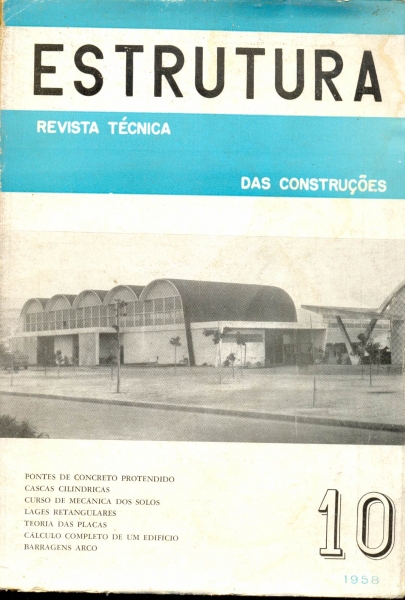 ESTRUTURA
REVISTA TÉCNICA
DAS CONSTRUÇÕES
PONTES DE CONCRETO PROTENDIDO
CASCAS CILINDRICAS
CURSO DE MECÂNICA DOS SOLOS
LAGES RETANGULARES
TEORIA DAS PLACAS
CÁLCULO COMPLETO DE UM EDIFICIO
BARRAGENS ARCO
10
1958